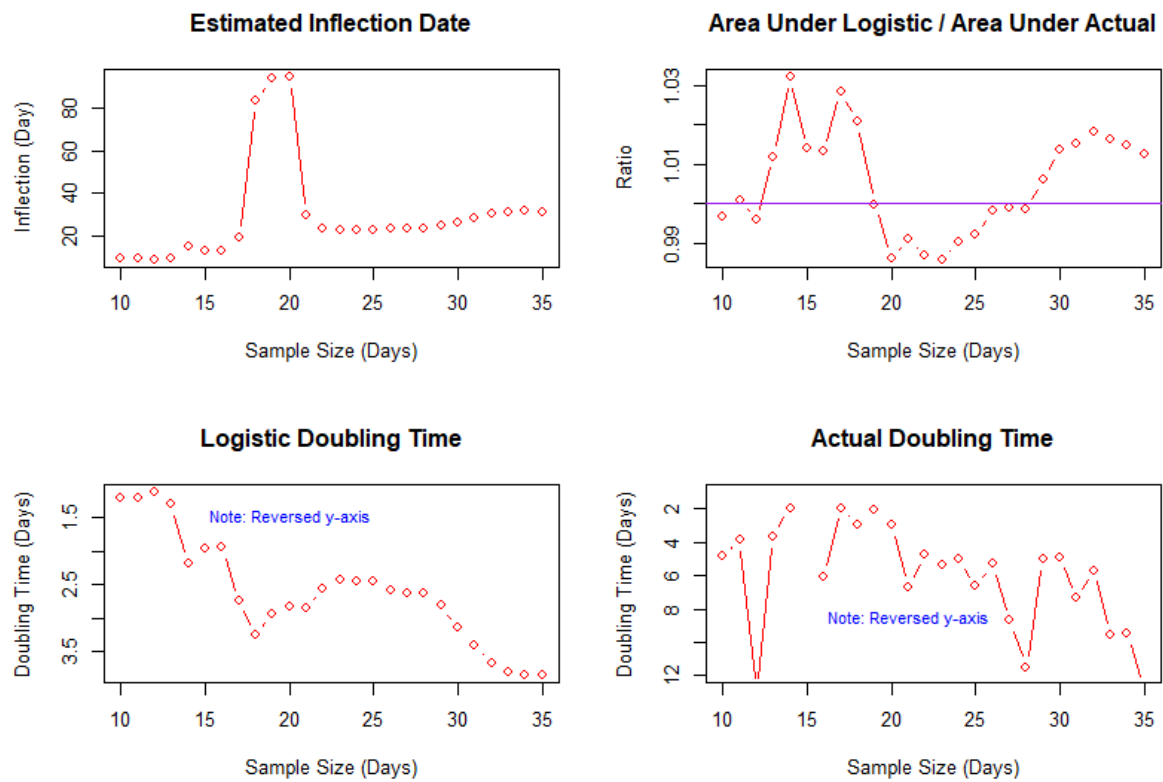 Estimated Inflection Date
Inflection (Day)
80
60
40
20
10 15 20 25 30 35
Sample Size (Days)
Area Under Logistic / Area Under Actual
Ratio
1.03
1.01
0.99
10 15 20 25 30 35
Sample Size (Days)
Logistic Doubling Time
Doubling Time (Days)
1.5
2.5
3.5
Note: Reversed y-axis
10 15 20 25 30 35
Sample Size (Days)
Actual Doubling Time
Doubling Time (Days)
2
4
6
8
12
Note: Reversed y-axis
10 15 20 25 30 35
Sample Size (Days)